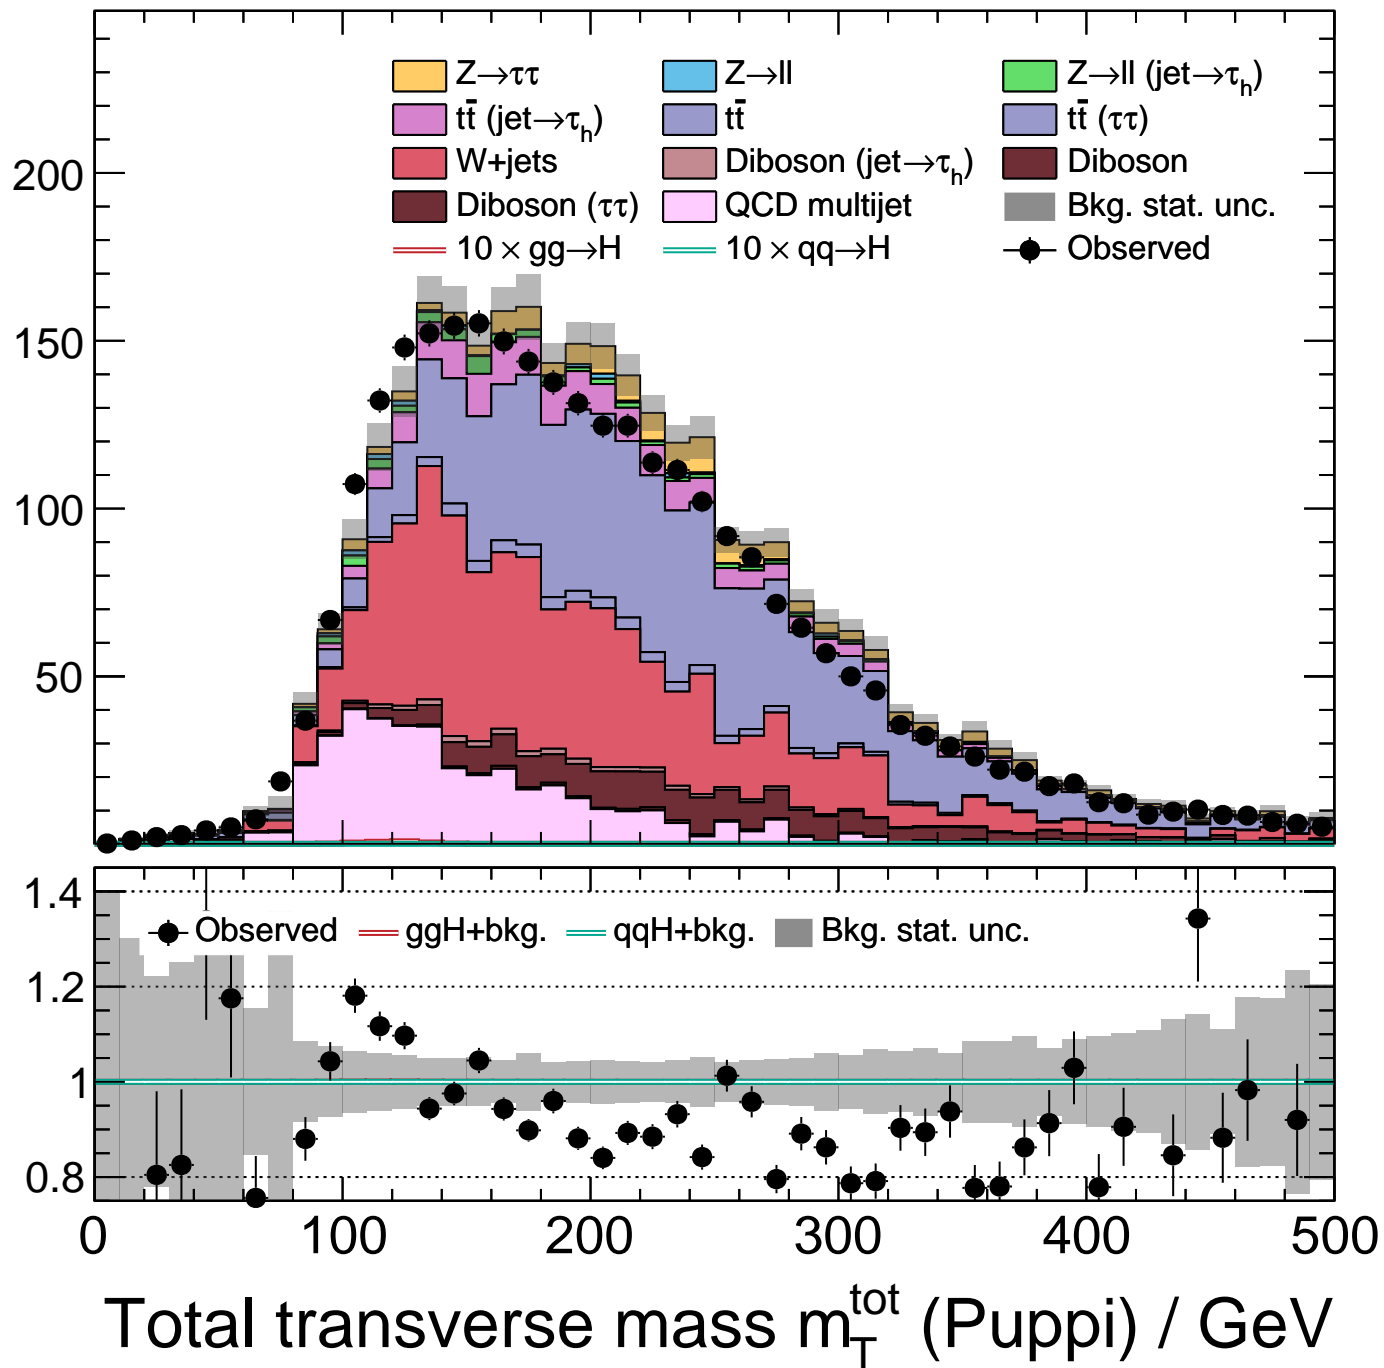 Z→ττ Z→ll Z→ll (jet→τh)
tt̄ (jet→τh) tt̄ tt̄ (ττ)
W+jets Diboson (jet→τh) Diboson
Diboson (ττ) QCD multijet Bkg. stat. unc.
10 × gg→H 10 × qq→H Observed
200
150
100
50
1.4
Observed ggH+bkg. qqH+bkg. Bkg. stat. unc.
1.2
1
0.8
0 100 200 300 400 500
Total transverse mass mTtot (Puppi) / GeV